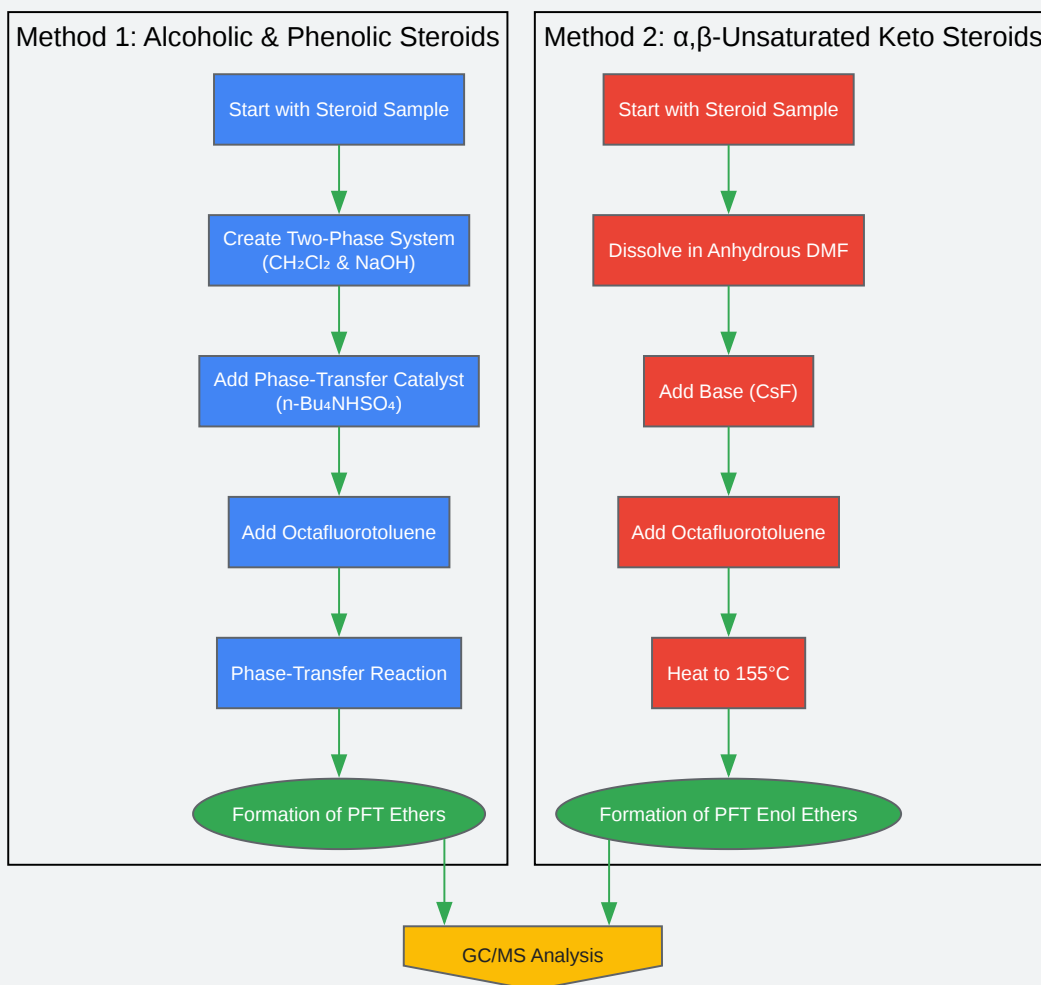 Method 1: Alcoholic & Phenolic Steroids
Start with Steroid Sample
Create Two-Phase System
(CH₂Cl₂ & NaOH)
Add Phase-Transfer Catalyst
(n-Bu₄NHSO₄)
Add Octafluorotoluene
Phase-Transfer Reaction
Formation of PFT Ethers
Method 2: α,β-Unsaturated Keto Steroids
Start with Steroid Sample
Dissolve in Anhydrous DMF
Add Base (CsF)
Add Octafluorotoluene
Heat to 155°C
Formation of PFT Enol Ethers
GC/MS Analysis